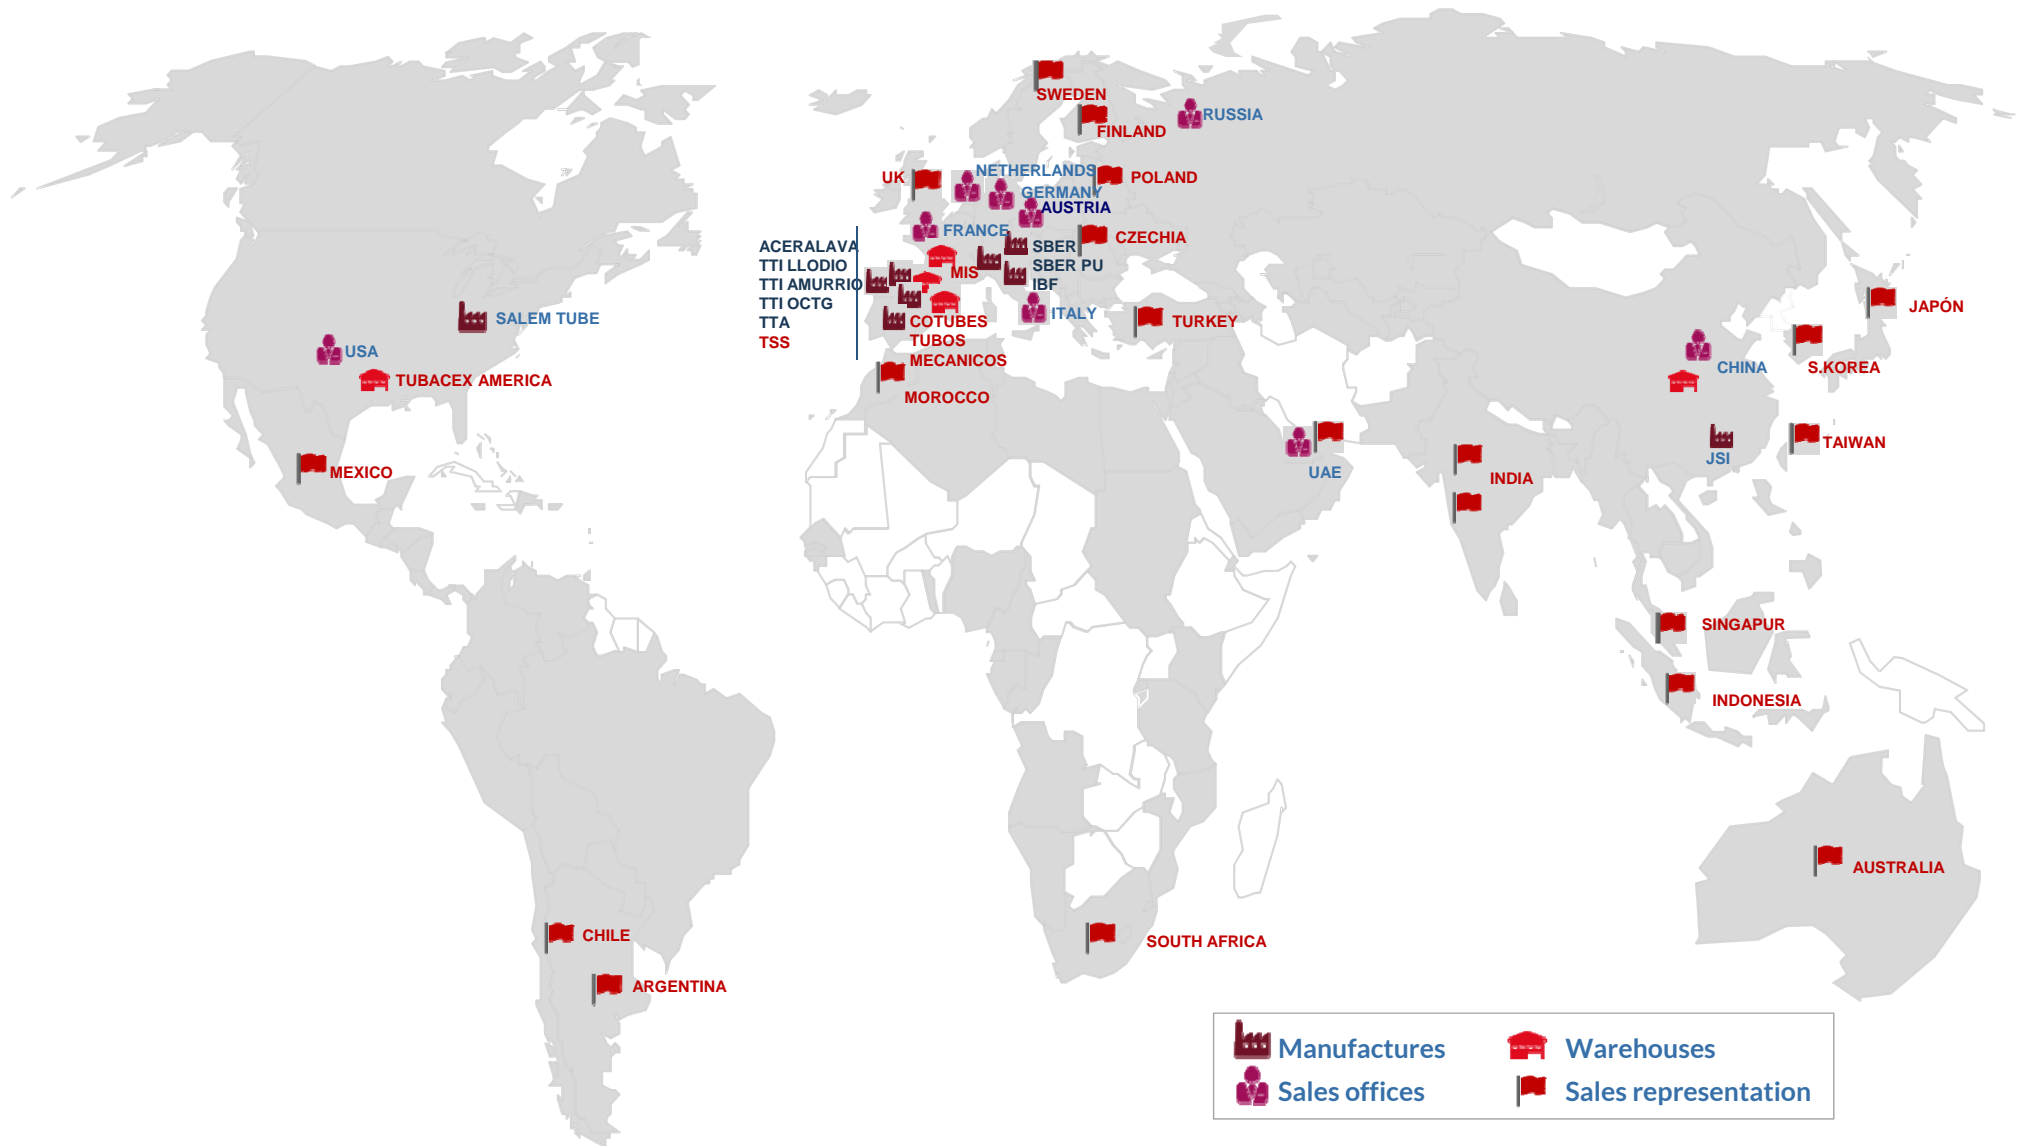 SWEDEN
RUSSIA
FINLAND
NETHERLANDS
UK
POLAND
GERMANY
AUSTRIA
FRANCE
CZECHIA
ACERALAVA
TTI LLODIO
TTI AMURRIO
TTI OCTG
TTA
TSS
SBER
SBER PU
IBF
MIS
ITALY
COTUBES
TUBOS
MECANICOS
TURKEY
MOROCCO
SALEM TUBE
USA
TUBACEX AMERICA
MEXICO
JAPÓN
CHINA
S.KOREA
TAIWAN
JSI
UAE
INDIA
SINGAPUR
INDONESIA
AUSTRALIA
CHILE
SOUTH AFRICA
ARGENTINA
Manufactures
Warehouses
Sales offices
Sales representation